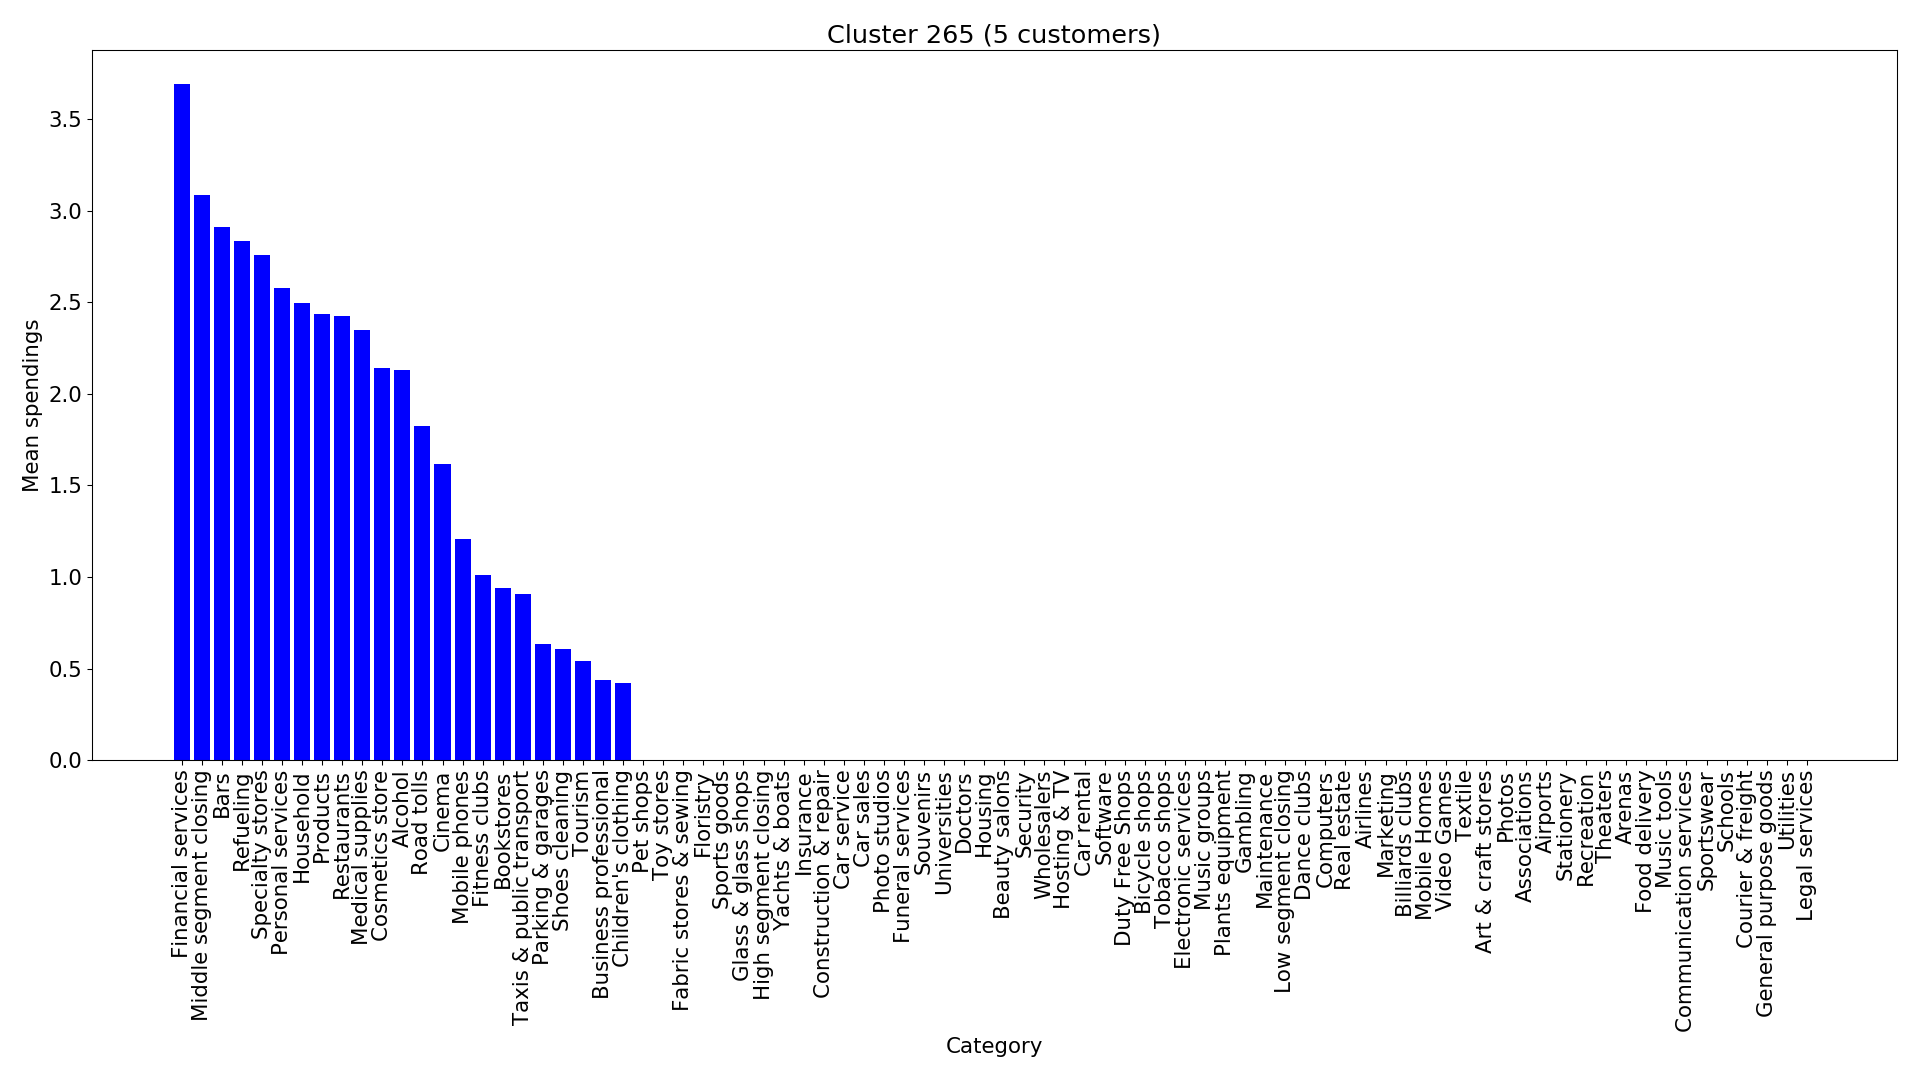 Cluster 265 (5 customers)
Mean spendings
3.5
3.0
2.5
2.0
1.5
1.0
0.5
0.0
Financial services
Middle segment closing
Bars
Refueling
Specialty stores
Personal services
Household
Products
Restaurants
Medical supplies
Cosmetics store
Alcohol
Road tolls
Cinema
Mobile phones
Fitness clubs
Bookstores
Taxis & public transport
Parking & garages
Shoes cleaning
Tourism
Business professional
Children's clothing
Pet shops
Toy stores
Fabric stores & sewing
Floristry
Sports goods
Glass & glass shops
High segment closing
Yachts & boats
Insurance
Construction & repair
Car service
Car sales
Photo studios
Funeral services
Souvenirs
Universities
Doctors
Housing
Beauty salons
Security
Wholesalers
Hosting & TV
Car rental
Software
Duty Free Shops
Bicycle shops
Tobacco shops
Electronic services
Music groups
Plants equipment
Gambling
Maintenance
Low segment closing
Dance clubs
Computers
Real estate
Airlines
Marketing
Billiards clubs
Mobile Homes
Video Games
Textile
Art & craft stores
Photos
Associations
Airports
Stationery
Recreation
Theaters
Arenas
Food delivery
Music tools
Communication services
Sportswear
Schools
Courier & freight
General purpose goods
Utilities
Legal services
Category